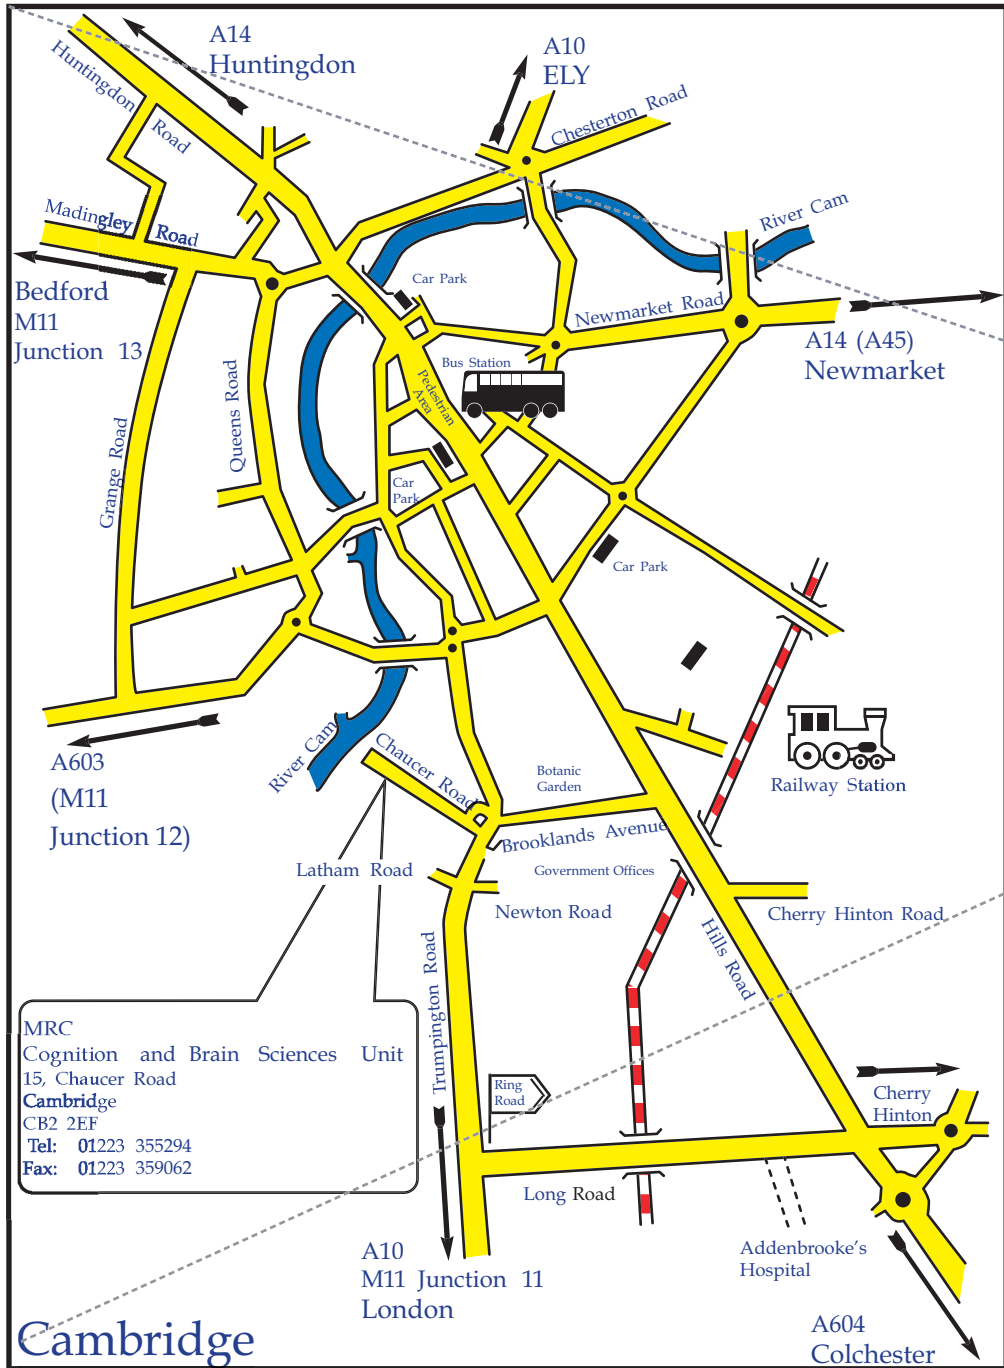 A14
Huntingdon
A10
ELY
Huntingdon
Road
Chesterton Road
Madingley Road
River Cam
Bedford
M11
Junction 13
Car Park
Newmarket Road
A14 (A45)
Newmarket
Bus Station
Pedestrian
Area
Queens Road
Grange Road
Car
Park
Car Park
A603
(M11
Junction 12)
River Cam
Chaucer Road
Botanic
Garden
Railway Station
Brooklands Avenue
Latham Road
Government Offices
Newton Road
Cherry Hinton Road
Hills Road
Trumpington Road
MRC
Cognition and Brain Sciences Unit
15, Chaucer Road
Cambridge
CB2 2EF
Tel: 01223 355294
Fax: 01223 359062
Ring
Road
Cherry
Hinton
Long Road
Addenbrooke's
Hospital
A10
M11 Junction 11
London
A604
Colchester
Cambridge